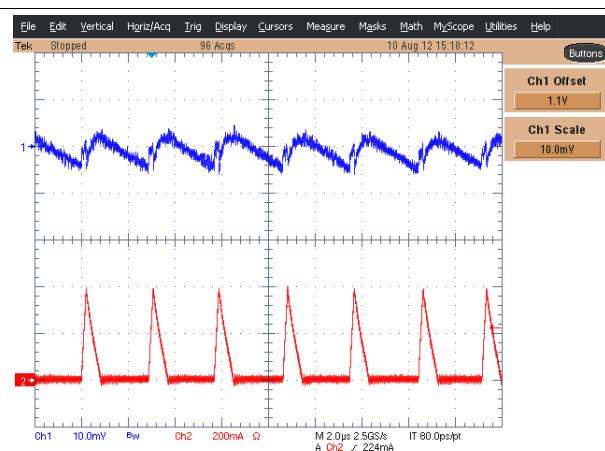 File Edit Vertical Horiz/Acq Trig Display Cursors Measure Masks Math MyScope Utilities Help
Tek Stopped 96 Acqs 10 Aug 12 15:18:12
Buttons
Ch1 Offset
1.1V
Ch1 Scale
10.0mV
1
2
Ch1 10.0mV Bw Ch2 200mA Ω M 2.0µs 2.5GS/s IT 80.0ps/pt
A Ch2 / 224mA